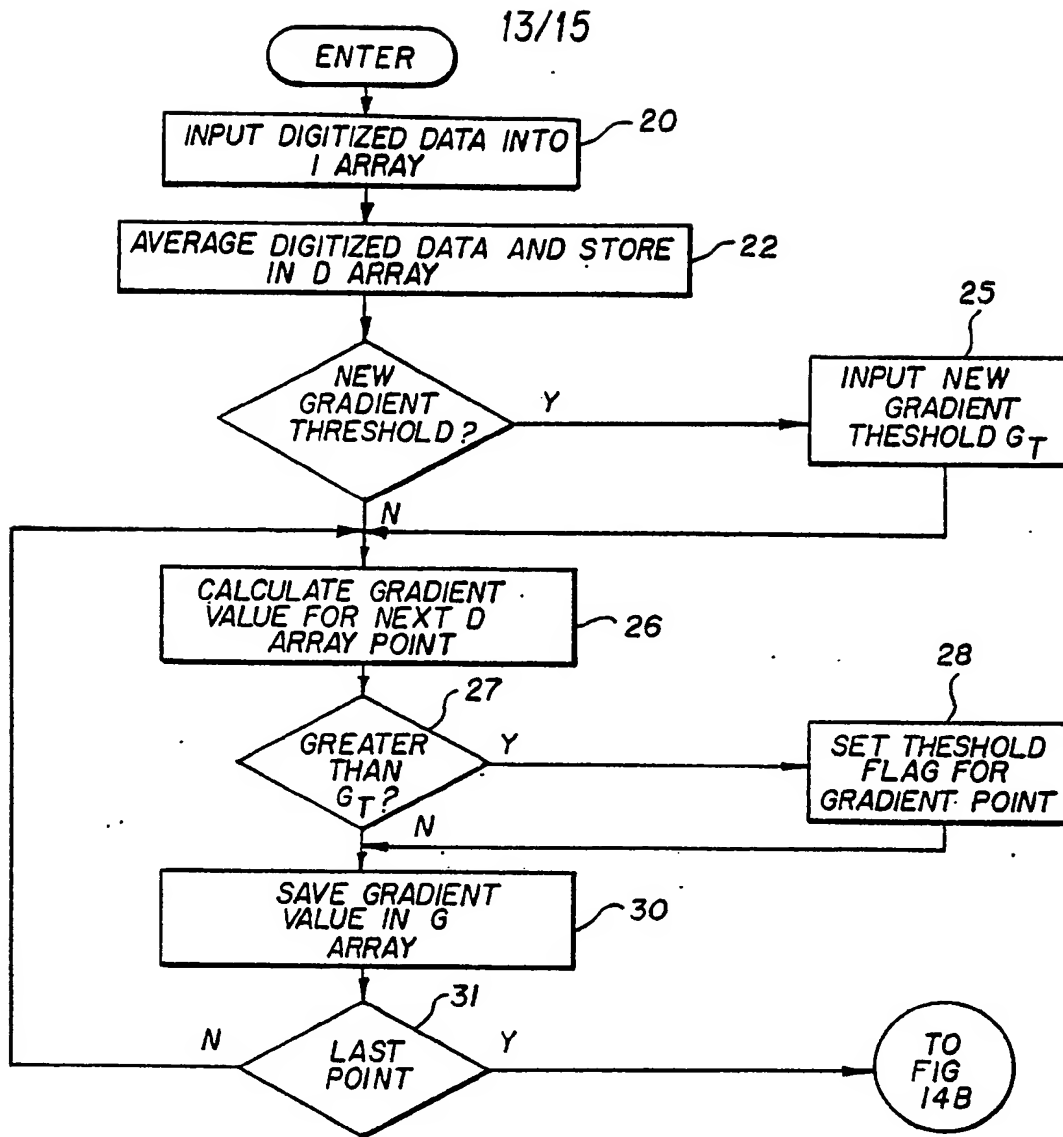 13/15
ENTER
INPUT DIGITIZED DATA INTO
I ARRAY
20
AVERAGE DIGITIZED DATA AND STORE
IN D ARRAY
22
NEW
GRADIENT
THRESHOLD?
Y
N
25
INPUT NEW
GRADIENT
THESHOLD GT
CALCULATE GRADIENT
VALUE FOR NEXT D
ARRAY POINT
26
27
GREATER
THAN
GT?
Y
N
28
SET THESHOLD
FLAG FOR
GRADIENT POINT
SAVE GRADIENT
VALUE IN G
ARRAY
30
31
N
LAST
POINT
Y
TO
FIG
14B